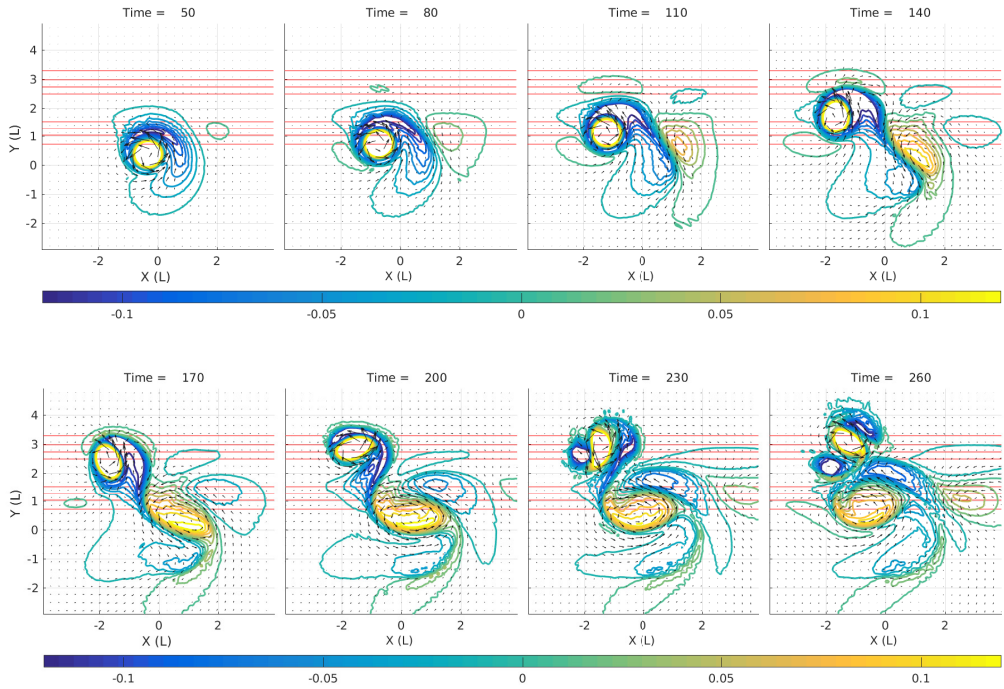 Time = 50
Time = 80
Time = 110
Time = 140
4
3
2
1
0
-1
-2
Y (L)
-2 0 2
-2 0 2
-2 0 2
-2 0 2
X (L)
X (L)
X (L)
X (L)
-0.1 -0.05 0 0.05 0.1
Time = 170
Time = 200
Time = 230
Time = 260
4
3
2
1
0
-1
-2
Y (L)
-2 0 2
-2 0 2
-2 0 2
-2 0 2
X (L)
X (L)
X (L)
X (L)
-0.1 -0.05 0 0.05 0.1